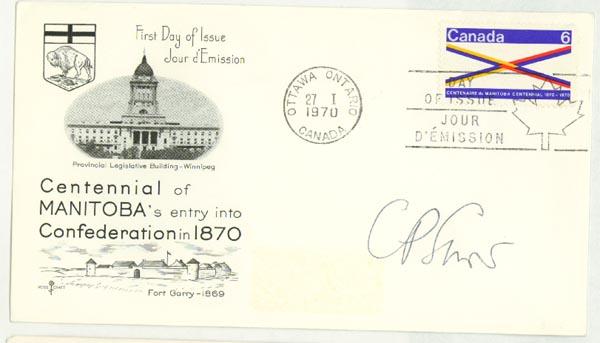 First Day of Issue
Jour d'Émission
Provincial Legislative Building - Winnipeg
Centennial of
MANITOBA's entry into
Confederation in 1870
Fort Garry - 1869
ROSE CRAFT
OTTAWA ONTARIO
27 I
1970
CANADA
Canada 6
CENTENAIRE du MANITOBA CENTENNIAL 1870-1970
DAY
OF ISSUE
JOUR
D'ÉMISSION